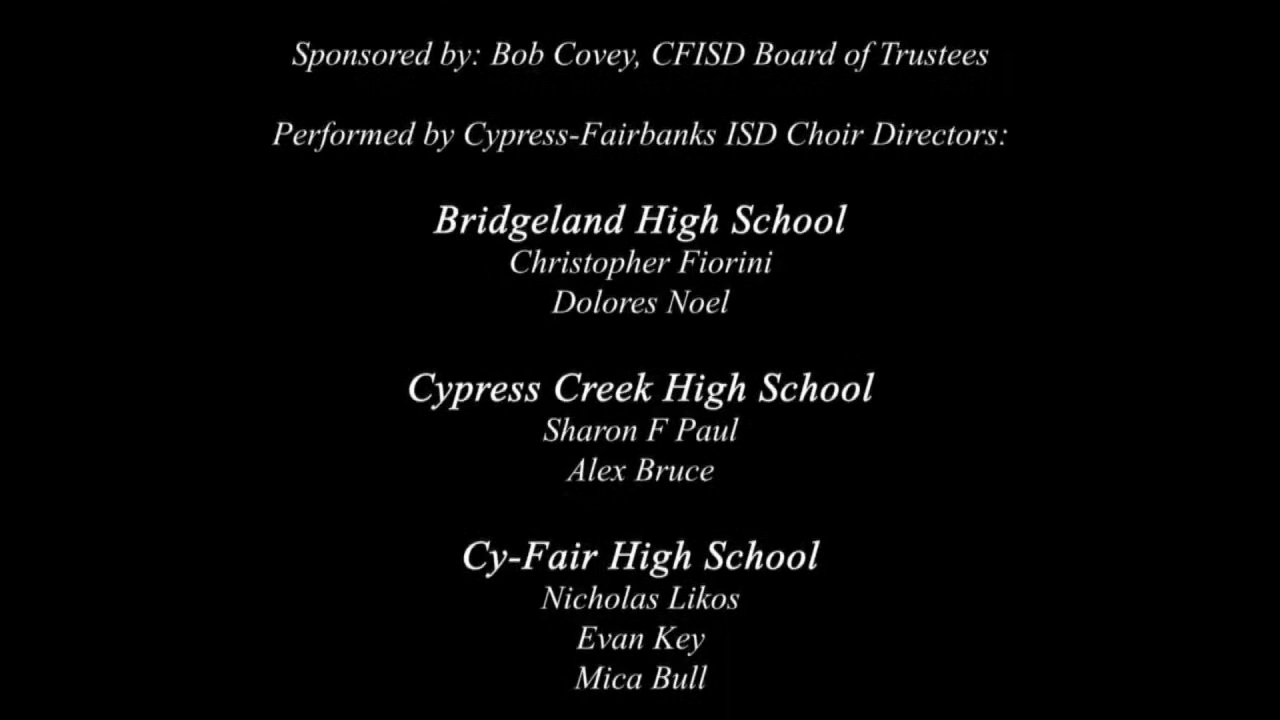 Sponsored by: Bob Covey, CFISD Board of Trustees
Performed by Cypress-Fairbanks ISD Choir Directors:
Bridgeland High School
Christopher Fiorini
Dolores Noel
Cypress Creek High School
Sharon F Paul
Alex Bruce
Cy-Fair High School
Nicholas Likos
Evan Key
Mica Bull